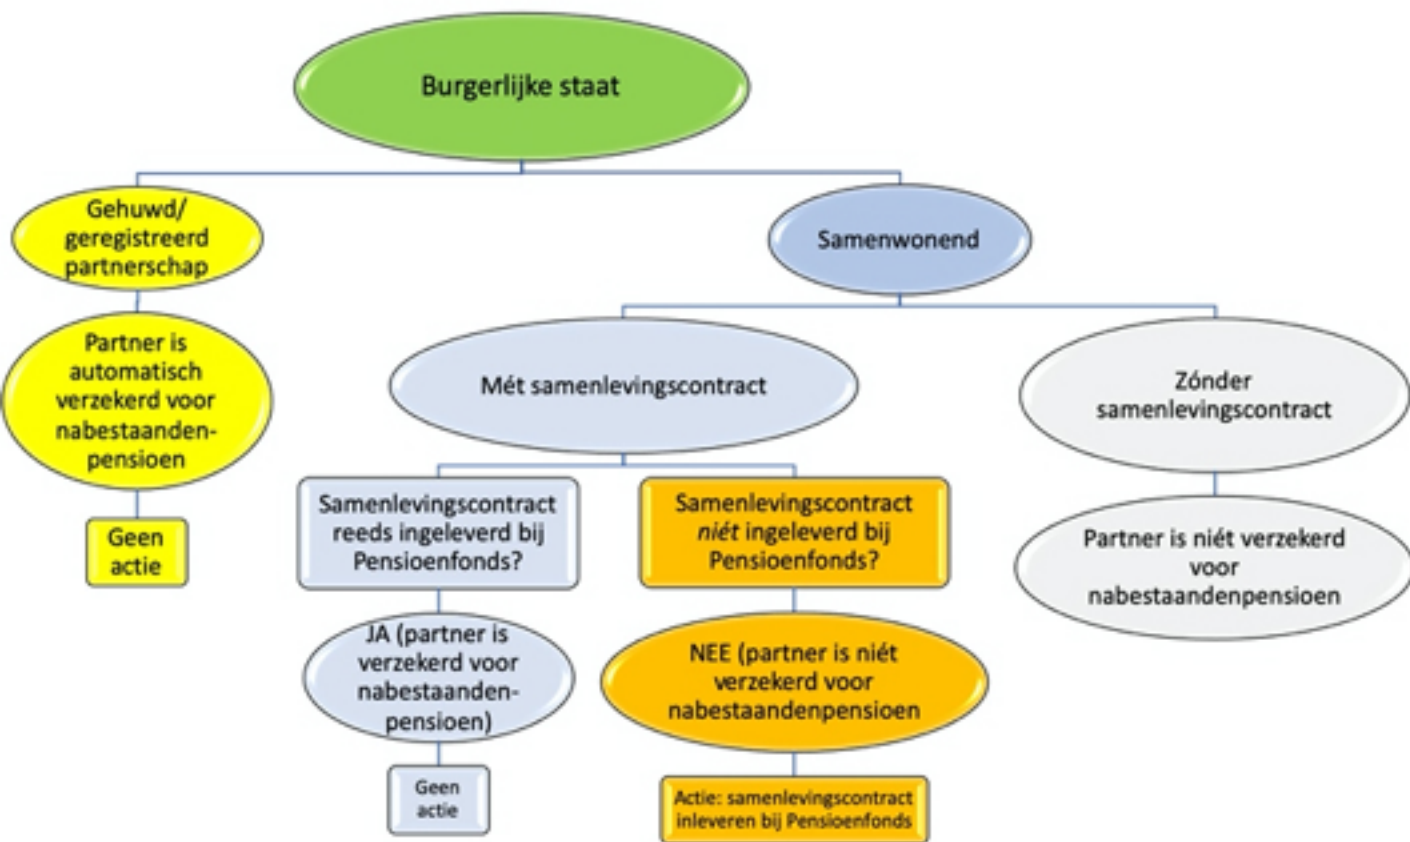 Burgerlijke staat
Gehuwd/
geregistreerd
partnerschap
Partner is
automatisch
verzekerd voor
nabestaanden-
pensioen
Geen
actie
Samenwonend
Mét samenlevingscontract
Samenlevingscontract
reeds ingeleverd bij
Pensioenfonds?
JA (partner is
verzekerd voor
nabestaanden-
pensioen)
Geen
actie
Samenlevingscontract
niét ingeleverd bij
Pensioenfonds?
NEE (partner is niét
verzekerd voor
nabestaandenpensioen
Actie: samenlevingscontract
inleveren bij Pensioenfonds
Zónder
samenlevingscontract
Partner is niét verzekerd
voor
nabestaandenpensioen